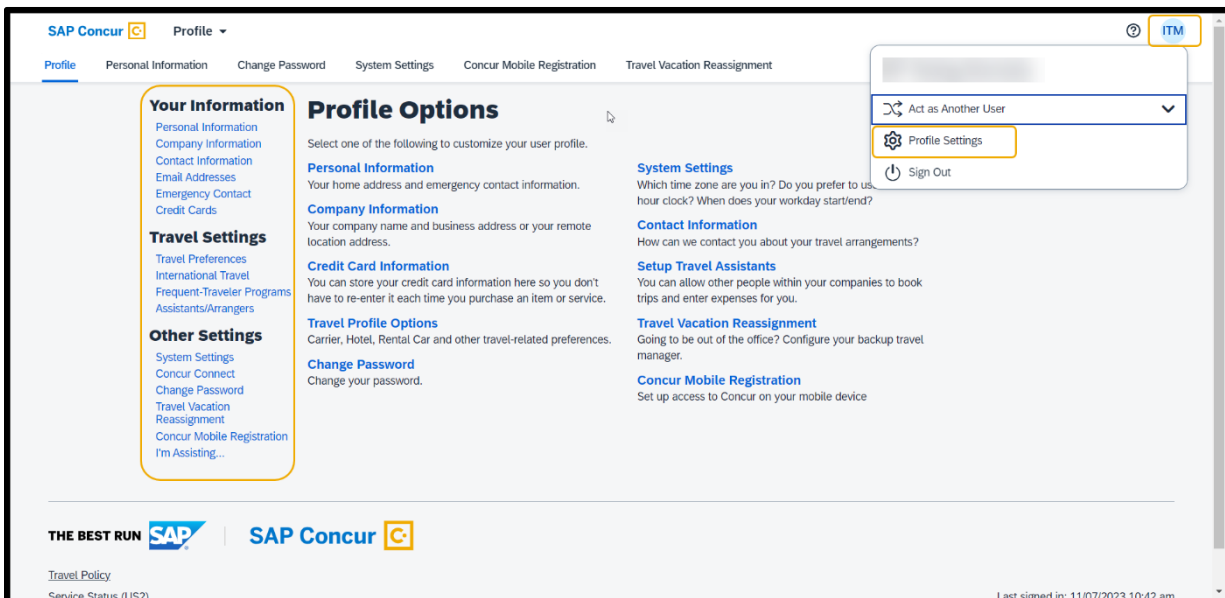 SAP Concur C. Profile
ITM
Profile Personal Information Change Password System Settings Concur Mobile Registration Travel Vacation Reassignment
Act as Another User
Profile Settings
Sign Out
Your Information
Personal Information
Company Information
Contact Information
Email Addresses
Emergency Contact
Credit Cards
Travel Settings
Travel Preferences
International Travel
Frequent-Traveler Programs
Assistants/Arrangers
Other Settings
System Settings
Concur Connect
Change Password
Travel Vacation
Reassignment
Concur Mobile Registration
I'm Assisting...
Profile Options
Select one of the following to customize your user profile.
Personal Information
Your home address and emergency contact information.
Company Information
Your company name and business address or your remote
location address.
Credit Card Information
You can store your credit card information here so you don't
have to re-enter it each time you purchase an item or service.
Travel Profile Options
Carrier, Hotel, Rental Car and other travel-related preferences.
Change Password
Change your password.
System Settings
Which time zone are you in? Do you prefer to
hour clock? When does your workday start/end?
Contact Information
How can we contact you about your travel arrangements?
Setup Travel Assistants
You can allow other people within your companies to book
trips and enter expenses for you.
Travel Vacation Reassignment
Going to be out of the office? Configure your backup travel
manager.
Concur Mobile Registration
Set up access to Concur on your mobile device
THE BEST RUN SAP SAP Concur C.
Travel Policy
Service Status (US2)
Last signed in: 11/07/2023 10:42 am